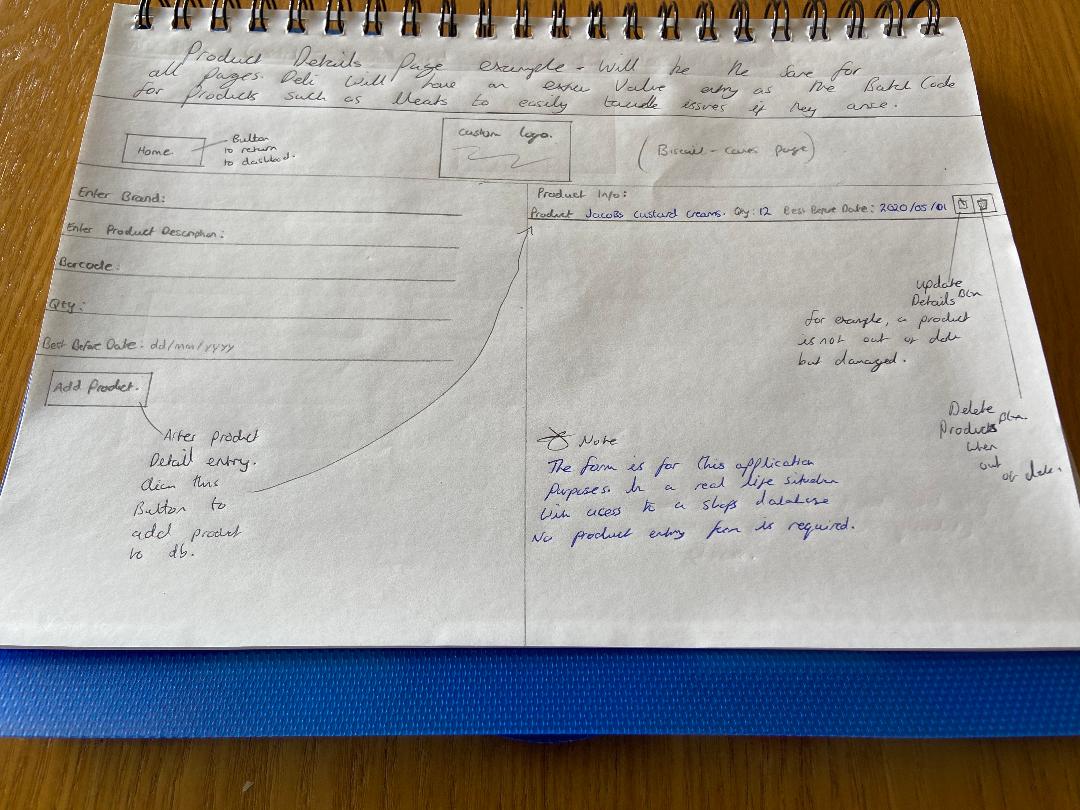 Product Details Page example - Will be the same for
all pages. Deli will have an extra value entry as the Batch Code
for Products such as Meats to easily tackle issues if they arise.
Home
Button
to return
to dashboard.
Custom logo.
(Biscuit - cakes page)
Enter Brand:
Enter Product Description:
Barcode:
Qty:
Best Before Date: dd/mm/yyyy
Add Product.
After product
Detail entry.
Click this
Button to
add product
to db.
Product Info:
Product Jacobs custard creams. Qty: 12 Best Before Date: 2020/05/01
update
Details Btn
for example, a product
is not out of date
but damaged.
Delete
Products Btn
when
out
of date.
Note
The form is for this application
Purposes. In a real life situation
With acess to a shops database
No product entry form is required.